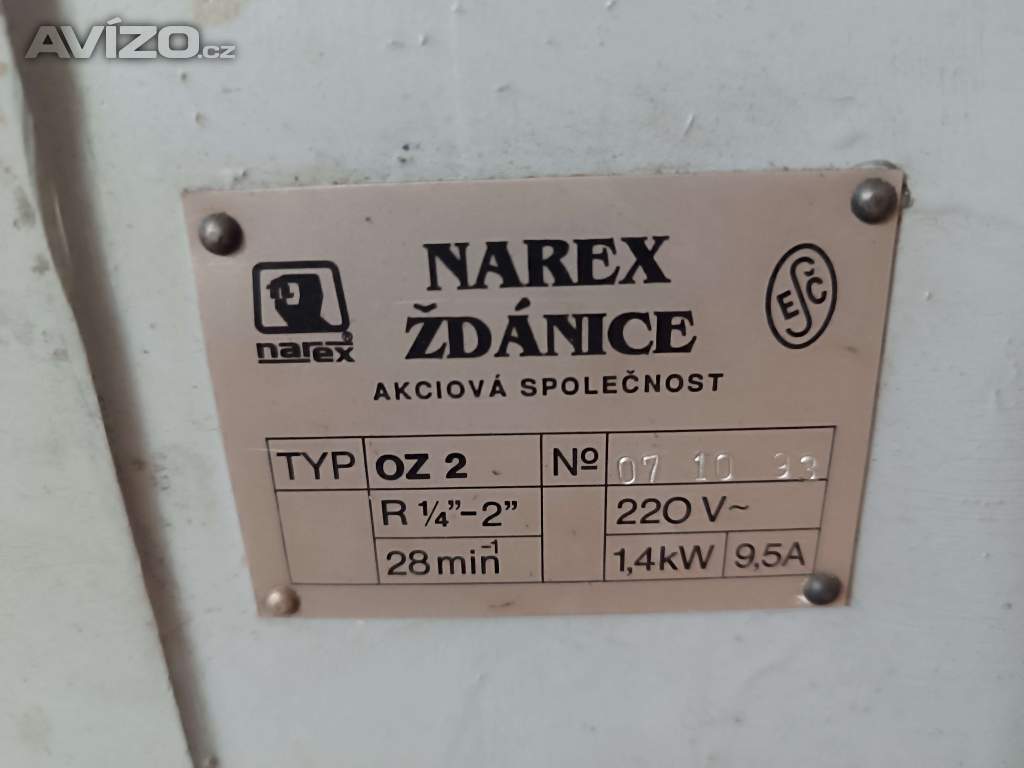 AVÍZO.cz
NAREX
ŽDÁNICE
AKCIOVÁ SPOLEČNOST
narex®
EČS
TYP OZ 2 Nº 07 10 93
R ¼"-2" 220 V~
28 min⁻¹ 1,4kW 9,5A